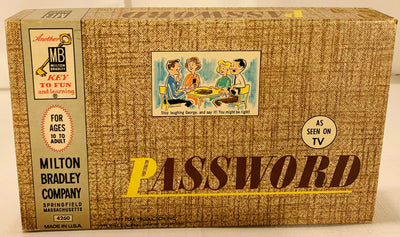 Another
MB
MILTON
BRADLEY
KEY
TO FUN
and learning
FOR
AGES
10 TO
ADULT
MILTON
BRADLEY
COMPANY
SPRINGFIELD
MASSACHUSETTS
4260
MADE IN U.S.A.
Stop laughing George, and say it! You might be right!
AS
SEEN ON
TV
PASSWORD